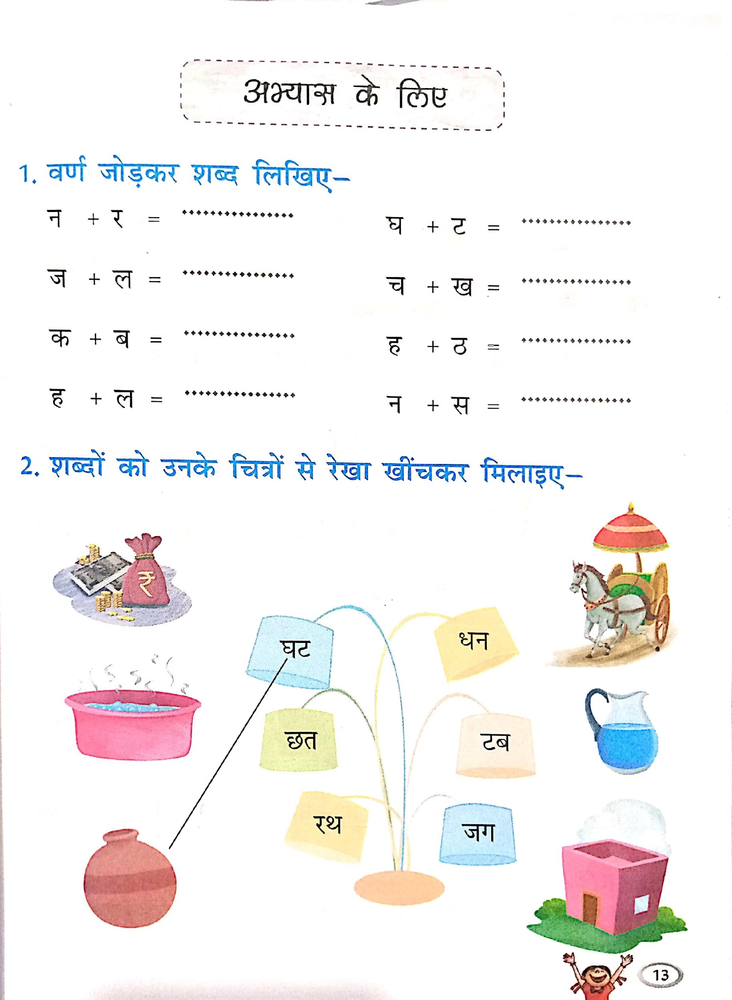 अभ्यास के लिए
1. वर्ण जोड़कर शब्द लिखिए–
न + र = ................ घ + ट = ................
ज + ल = ................ च + ख = ................
क + ब = ................ ह + ठ = ................
ह + ल = ................ न + स = ................
2. शब्दों को उनके चित्रों से रेखा खींचकर मिलाइए–
₹
घट धन
छत टब
रथ जग
13